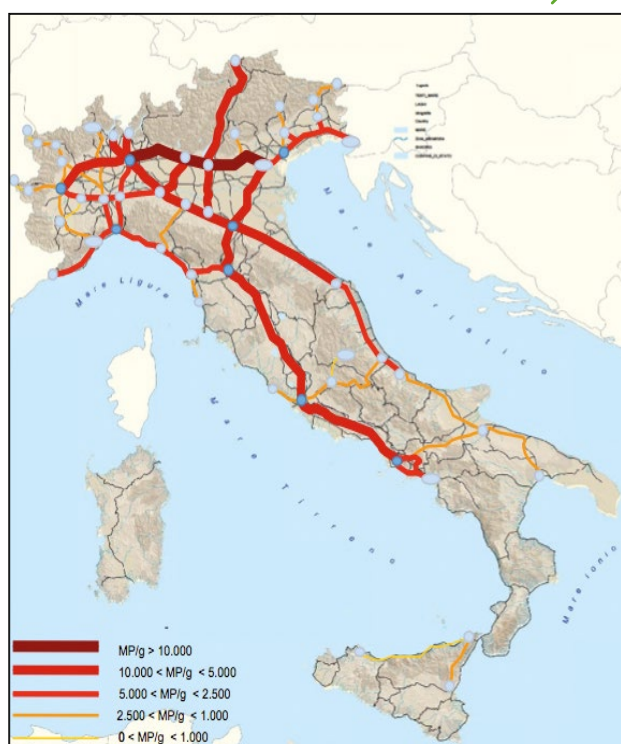 Mare Ligure
Mare Adriatico
Mare Tirreno
Mare Ionio
MP/g > 10.000
10.000 < MP/g < 5.000
5.000 < MP/g < 2.500
2.500 < MP/g < 1.000
0 < MP/g < 1.000